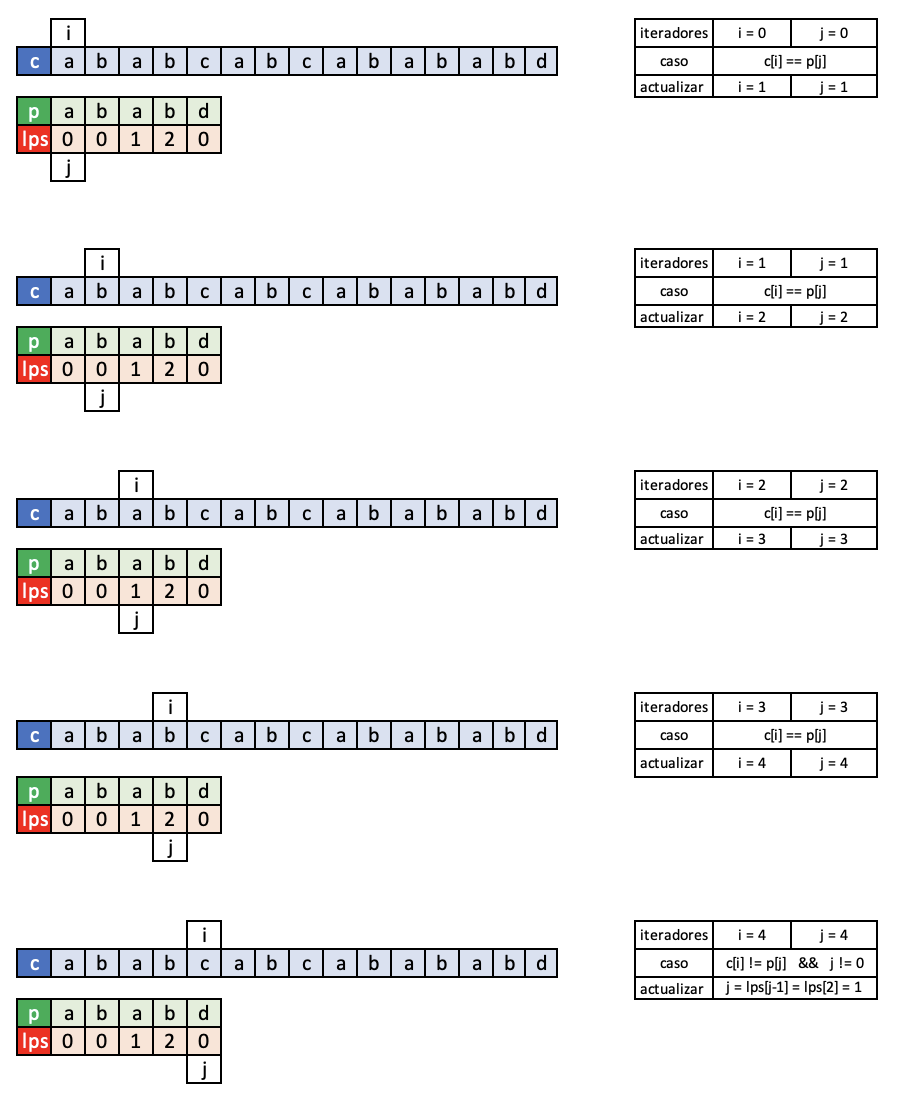 i
c a b a b c a b c a b a b a b d
p a b a b d
lps 0 0 1 2 0
j
iteradores i = 0 j = 0
caso c[i] == p[j]
actualizar i = 1 j = 1
i
c a b a b c a b c a b a b a b d
p a b a b d
lps 0 0 1 2 0
j
iteradores i = 1 j = 1
caso c[i] == p[j]
actualizar i = 2 j = 2
i
c a b a b c a b c a b a b a b d
p a b a b d
lps 0 0 1 2 0
j
iteradores i = 2 j = 2
caso c[i] == p[j]
actualizar i = 3 j = 3
i
c a b a b c a b c a b a b a b d
p a b a b d
lps 0 0 1 2 0
j
iteradores i = 3 j = 3
caso c[i] == p[j]
actualizar i = 4 j = 4
i
c a b a b c a b c a b a b a b d
p a b a b d
lps 0 0 1 2 0
j
iteradores i = 4 j = 4
caso c[i] != p[j] && j != 0
actualizar j = lps[j-1] = lps[2] = 1